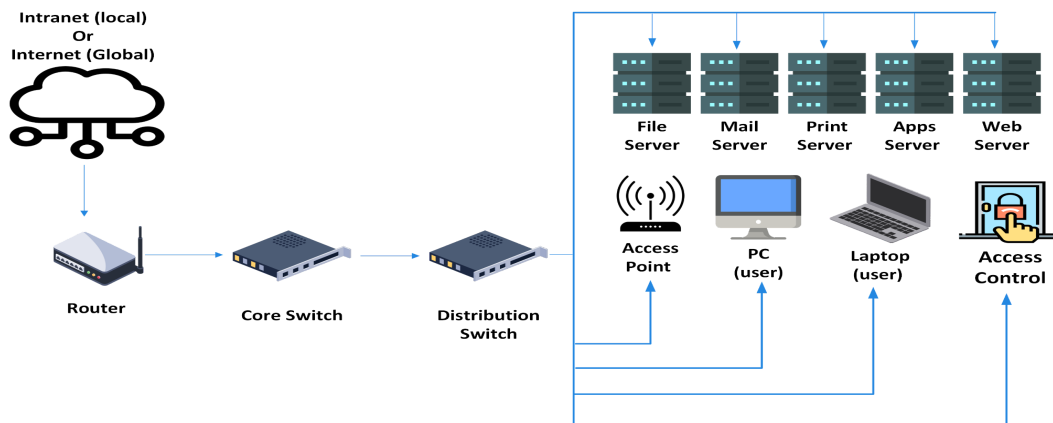 Intranet (local)
Or
Internet (Global)
File
Server
Mail
Server
Print
Server
Apps
Server
Web
Server
Access
Point
PC
(user)
Laptop
(user)
Access
Control
Router
Core Switch
Distribution
Switch